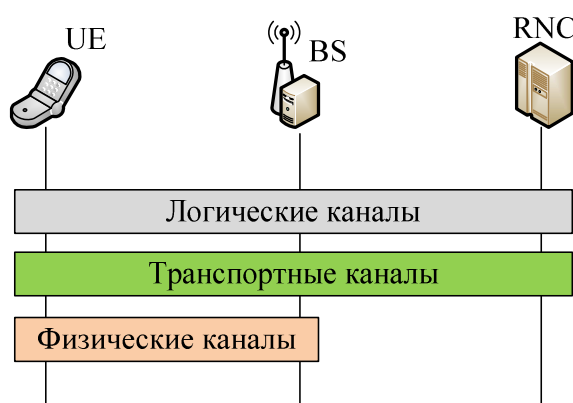 UE
BS
RNC
Логические каналы
Транспортные каналы
Физические каналы